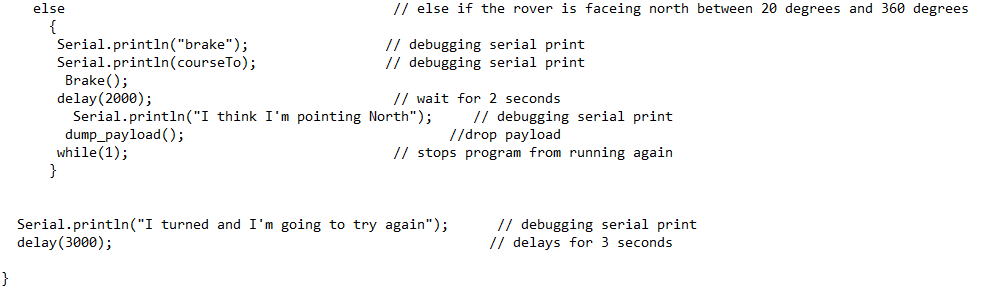 else // else if the rover is faceing north between 20 degrees and 360 degrees
{
Serial.println("brake"); // debugging serial print
Serial.println(courseTo); // debugging serial print
Brake();
delay(2000); // wait for 2 seconds
Serial.println("I think I'm pointing North"); // debugging serial print
dump_payload(); //drop payload
while(1); // stops program from running again
}
Serial.println("I turned and I'm going to try again"); // debugging serial print
delay(3000); // delays for 3 seconds
}